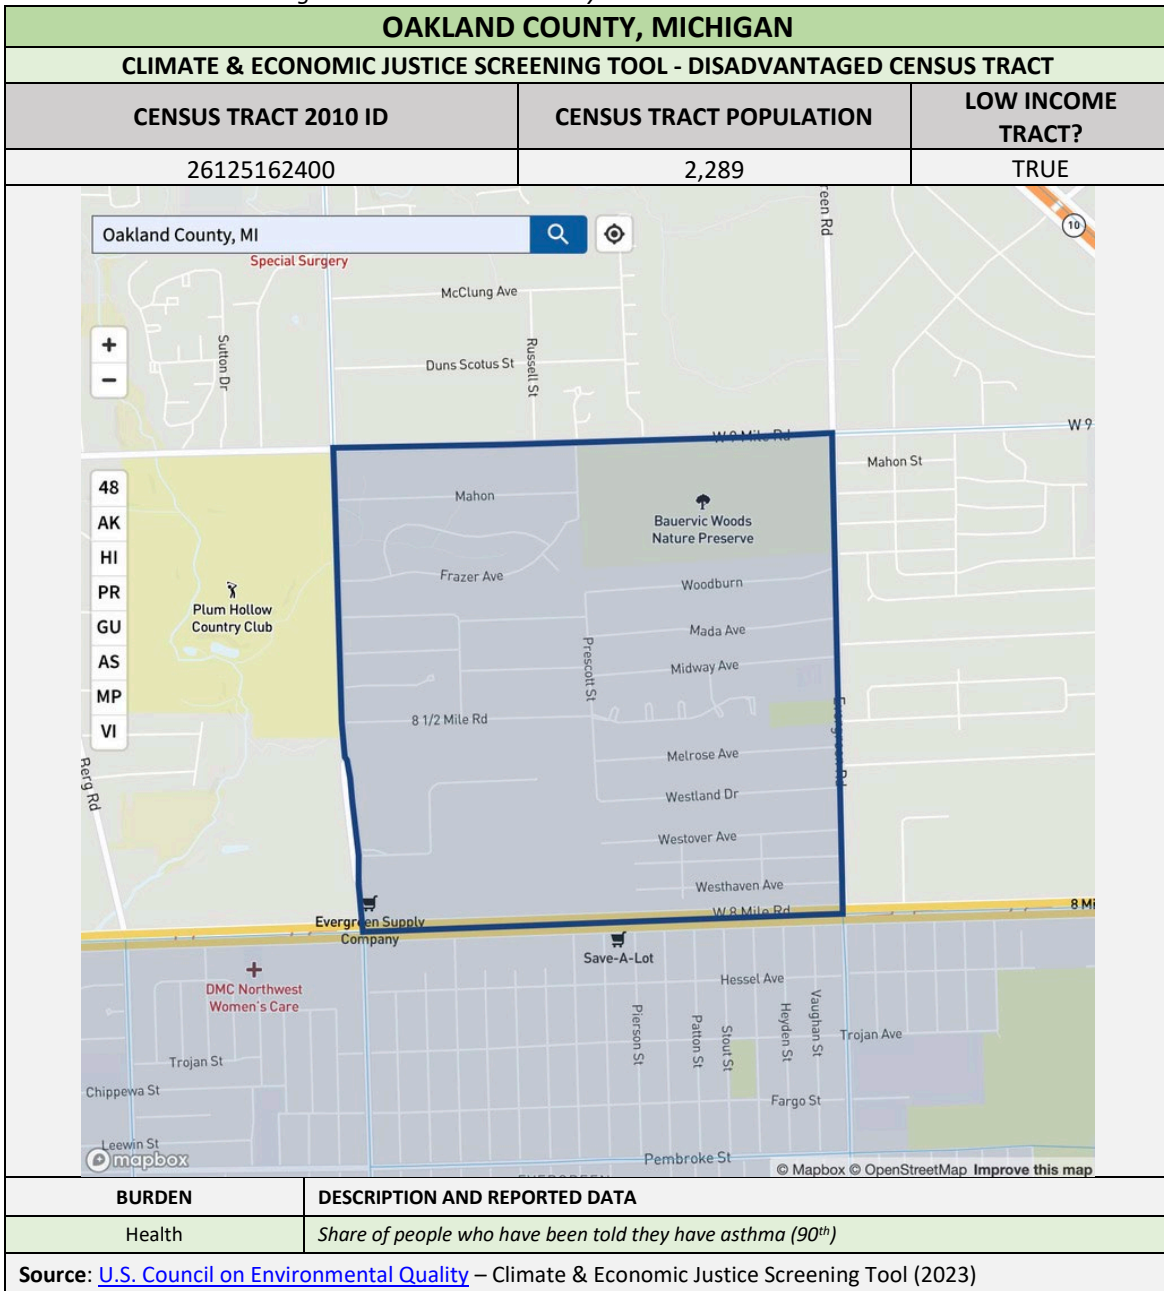 OAKLAND COUNTY, MICHIGAN
CLIMATE & ECONOMIC JUSTICE SCREENING TOOL - DISADVANTAGED CENSUS TRACT
CENSUS TRACT 2010 ID
CENSUS TRACT POPULATION
LOW INCOME
TRACT?
26125162400
2,289
TRUE
Oakland County, MI
Special Surgery
een Rd
10
McClung Ave
Sutton Dr
Duns Scotus St
Russell St
+
−
W 9 Mile Rd
W 9
Mahon St
48
AK
HI
PR
GU
AS
MP
VI
Mahon
Bauervic Woods
Nature Preserve
Frazer Ave
Woodburn
Plum Hollow
Country Club
Mada Ave
Prescott St
Midway Ave
8 1/2 Mile Rd
Evergreen Rd
Melrose Ave
Berg Rd
Westland Dr
Westover Ave
Westhaven Ave
W 8 Mile Rd
8 Mi
Evergreen Supply
Company
Save-A-Lot
DMC Northwest
Women's Care
Hessel Ave
Pierson St
Patton St
Stout St
Heyden St
Vaughan St
Trojan Ave
Trojan St
Chippewa St
Fargo St
Leewin St
Pembroke St
mapbox
© Mapbox © OpenStreetMap Improve this map
BURDEN
DESCRIPTION AND REPORTED DATA
Health
Share of people who have been told they have asthma (90th)
Source: U.S. Council on Environmental Quality – Climate & Economic Justice Screening Tool (2023)